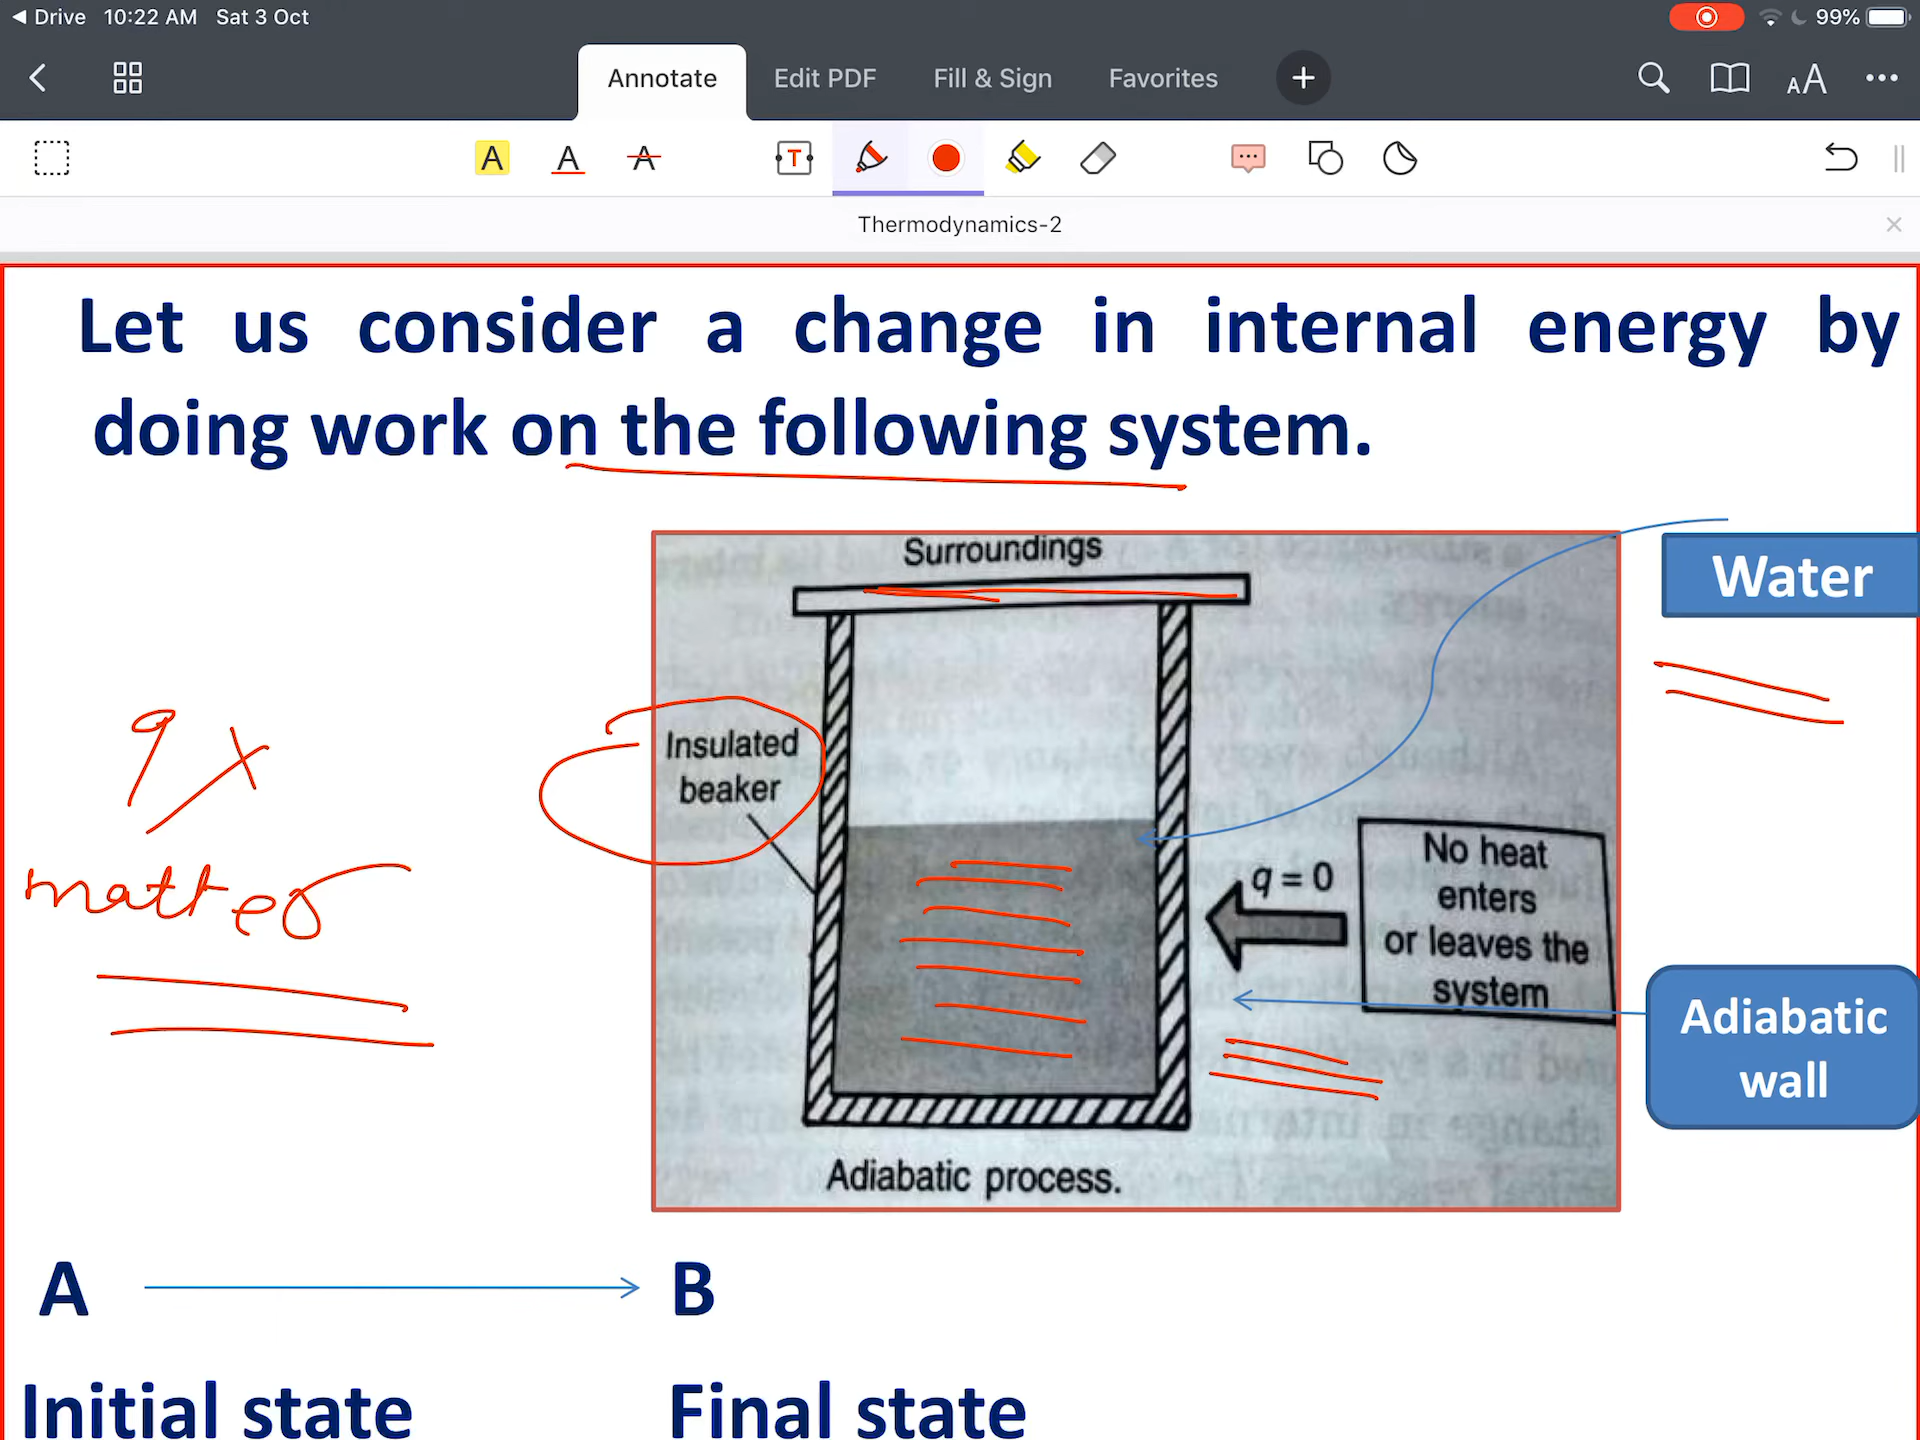 Drive 10:22 AM Sat 3 Oct 99%
Annotate Edit PDF Fill & Sign Favorites
A A A T AA
Thermodynamics-2
Let us consider a change in internal energy by
doing work on the following system.
Surroundings
Water
q x
Insulated
beaker
matter
q = 0
No heat
enters
or leaves the
system
Adiabatic
wall
Adiabatic process.
A B
Initial state Final state